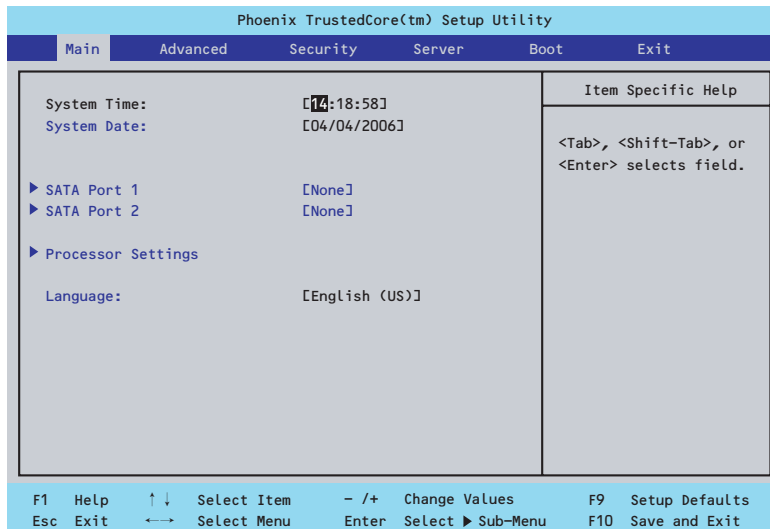 Phoenix TrustedCore(tm) Setup Utility
Main Advanced Security Server Boot Exit
Item Specific Help
System Time: [14:18:58]
System Date: [04/04/2006]
<Tab>, <Shift-Tab>, or
<Enter> selects field.
SATA Port 1 [None]
SATA Port 2 [None]
Processor Settings
Language: [English (US)]
F1 Help ↑↓ Select Item - /+ Change Values F9 Setup Defaults
Esc Exit ←→ Select Menu Enter Select ▶ Sub-Menu F10 Save and Exit